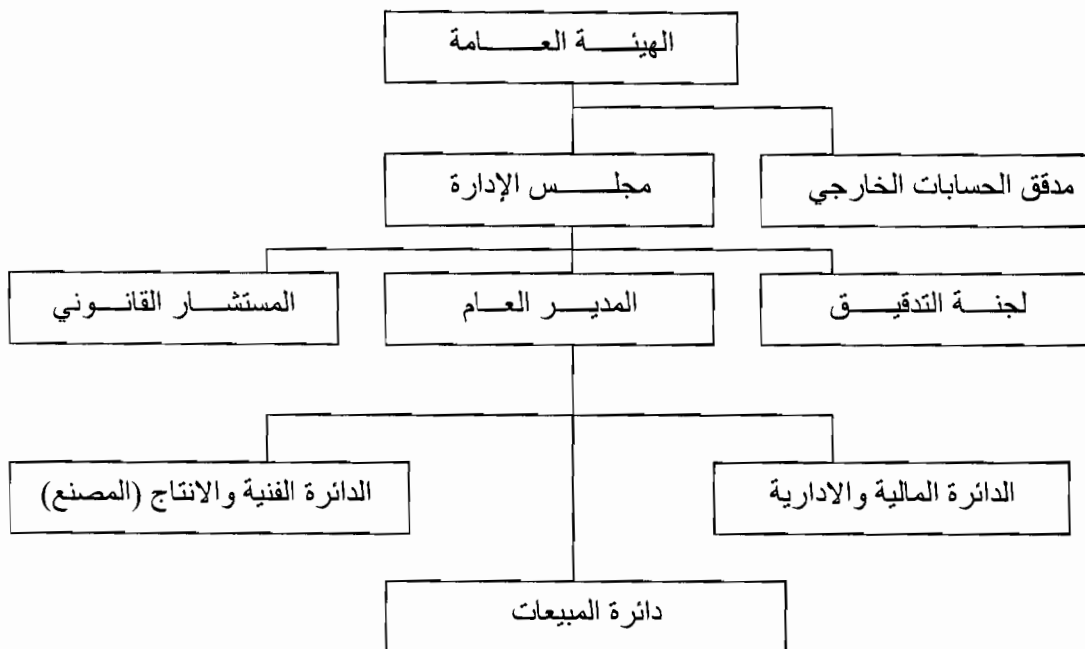 الهيئة العامة
مجلس الإدارة
مدقق الحسابات الخارجي
لجنة التدقيق
المدير العام
المستشار القانوني
الدائرة المالية والادارية
الدائرة الفنية والانتاج (المصنع)
دائرة المبيعات